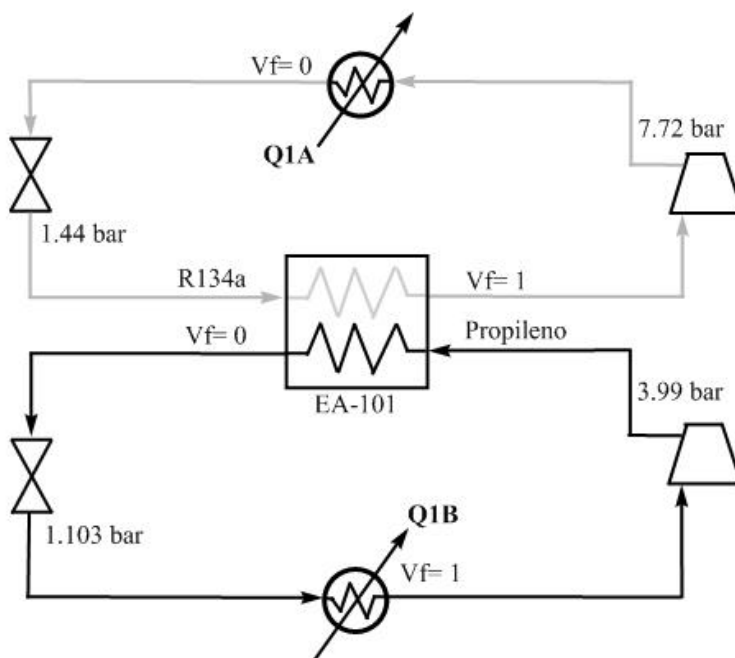 Vf= 0
Q1A
7.72 bar
1.44 bar
R134a
Vf= 1
Vf= 0
Propileno
EA-101
3.99 bar
1.103 bar
Q1B
Vf= 1